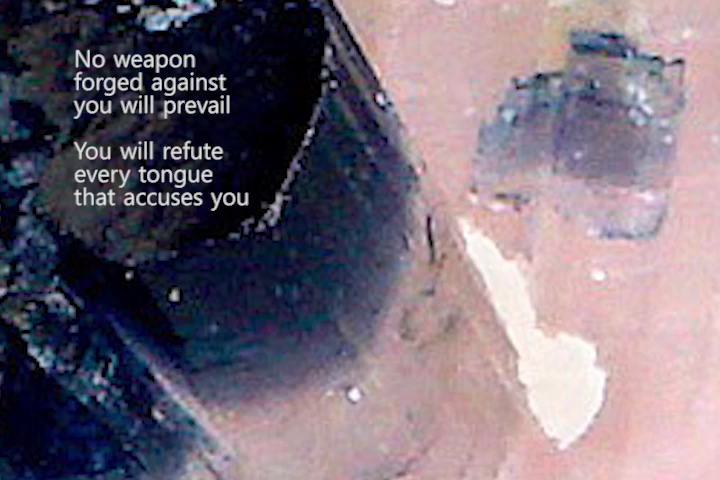 No weapon
forged against
you will prevail
You will refute
every tongue
that accuses you